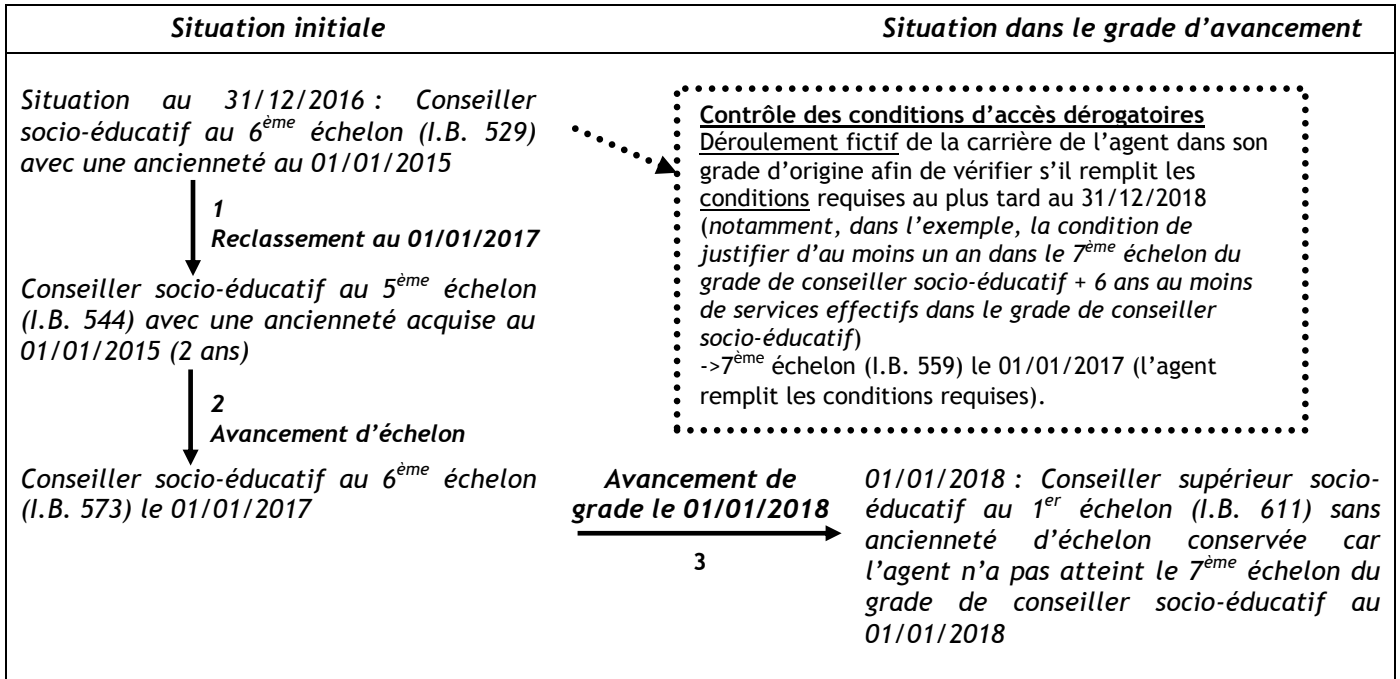 Situation initiale
Situation dans le grade d’avancement
Situation au 31/12/2016 : Conseiller
socio-éducatif au 6ème échelon (I.B. 529)
avec une ancienneté au 01/01/2015
1
Reclassement au 01/01/2017
Conseiller socio-éducatif au 5ème échelon
(I.B. 544) avec une ancienneté acquise au
01/01/2015 (2 ans)
2
Avancement d’échelon
Conseiller socio-éducatif au 6ème échelon
(I.B. 573) le 01/01/2017
Contrôle des conditions d’accès dérogatoires
Déroulement fictif de la carrière de l’agent dans son
grade d’origine afin de vérifier s’il remplit les
conditions requises au plus tard au 31/12/2018
(notamment, dans l’exemple, la condition de
justifier d’au moins un an dans le 7ème échelon du
grade de conseiller socio-éducatif + 6 ans au moins
de services effectifs dans le grade de conseiller
socio-éducatif)
->7ème échelon (I.B. 559) le 01/01/2017 (l’agent
remplit les conditions requises).
Avancement de
grade le 01/01/2018
3
01/01/2018 : Conseiller supérieur socio-
éducatif au 1er échelon (I.B. 611) sans
ancienneté d’échelon conservée car
l’agent n’a pas atteint le 7ème échelon du
grade de conseiller socio-éducatif au
01/01/2018